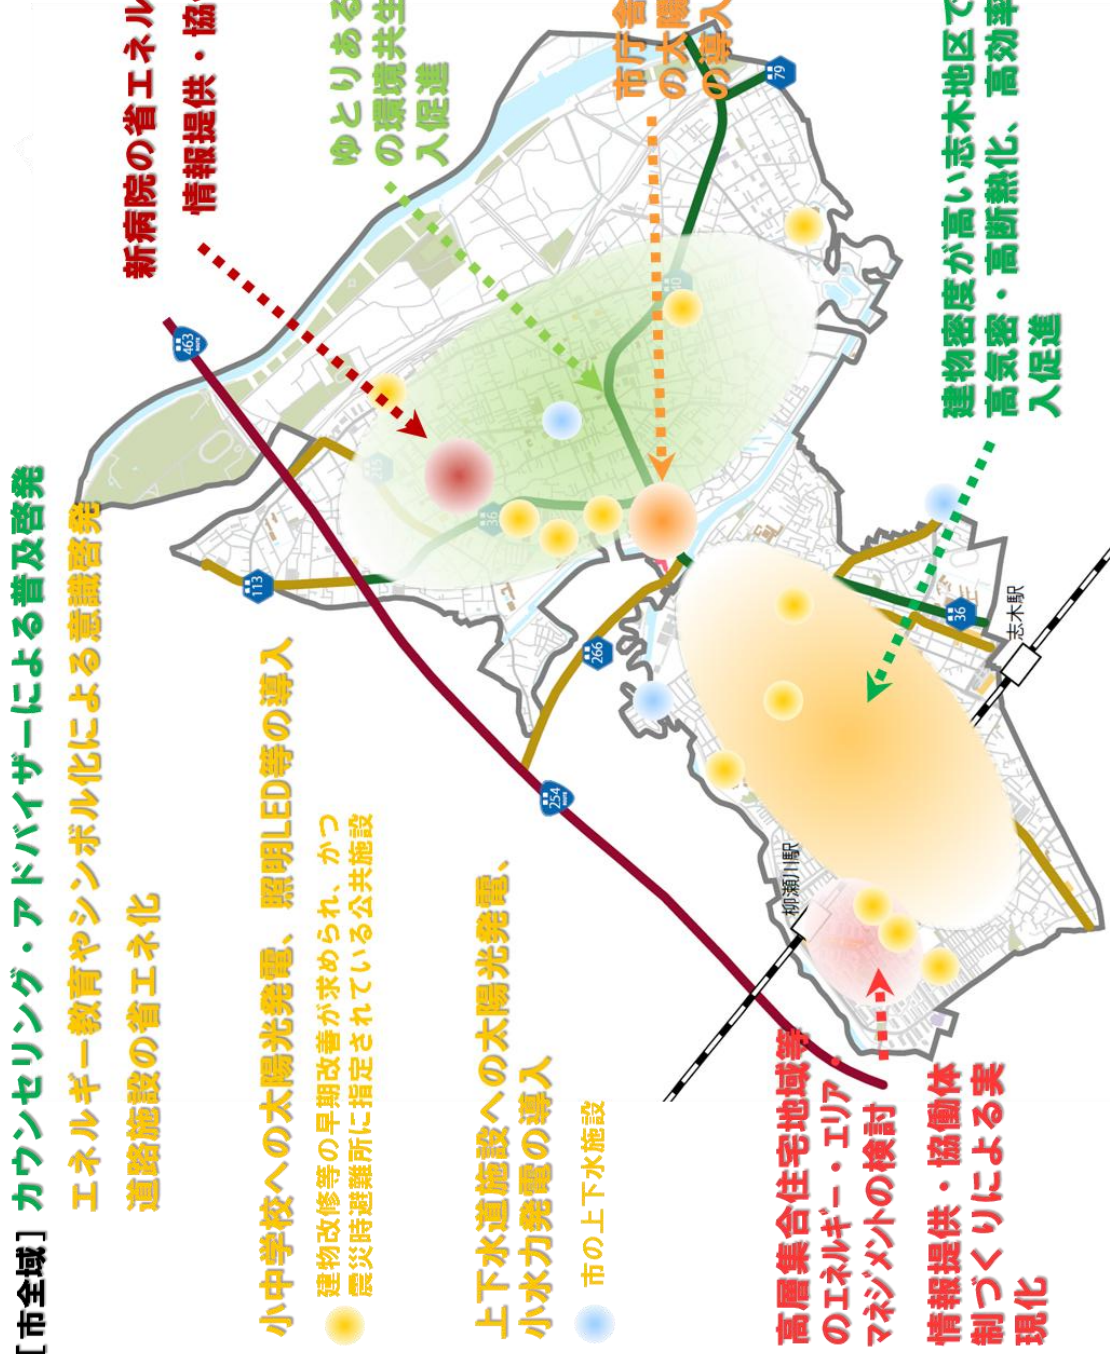 [市全域] カウンセリング・アドバイザーによる普及啓発
エネルギー教育やシンボル化による意識啓発
道路施設の省エネ化
小中学校への太陽光発電、照明LED等の導入
建物改修等の早期改善が求められ、かつ
震災時避難所に指定されている公共施設
上下水道施設への太陽光発電、
小水力発電の導入
市の上下水施設
高層集合住宅地域等
のエネルギー・エリア
マネジメントの検討
情報提供・協働体
制づくりによる実
現化
新病院の省エネル
情報提供・協
ゆとりある
の環境共生
入促進
市庁舎
の太陽
の導入
建物密度が高い志木地区で
高気密・高断熱化、高効率
入促進
463
ROUTE
113
266
254
ROUTE
36
40
79
36
柳瀬川駅
志木駅